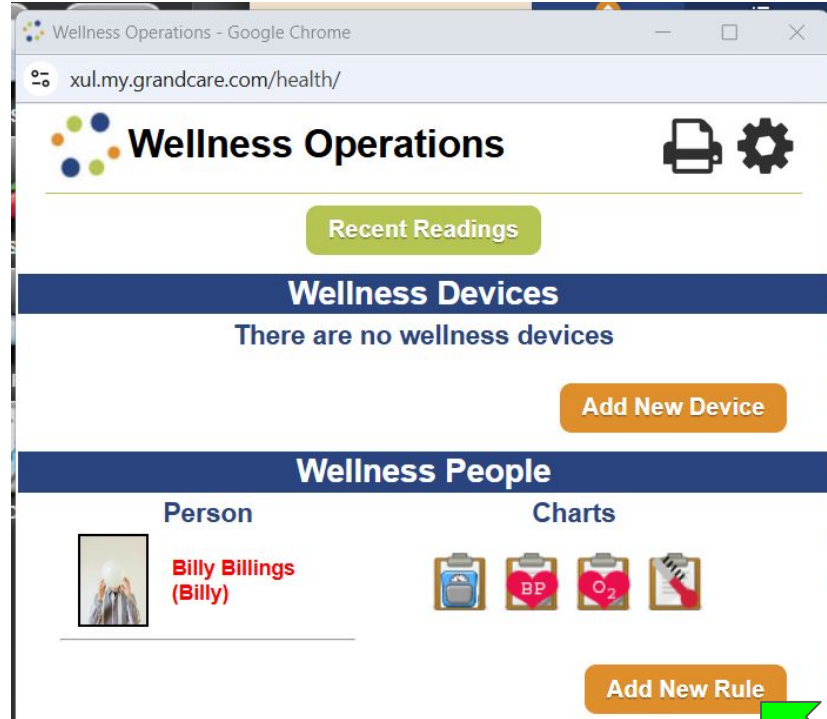 Wellness Operations - Google Chrome
xul.my.grandcare.com/health/
Wellness Operations
Recent Readings
Wellness Devices
There are no wellness devices
Add New Device
Wellness People
Person
Charts
Billy Billings
(Billy)
BP
O₂
Add New Rule